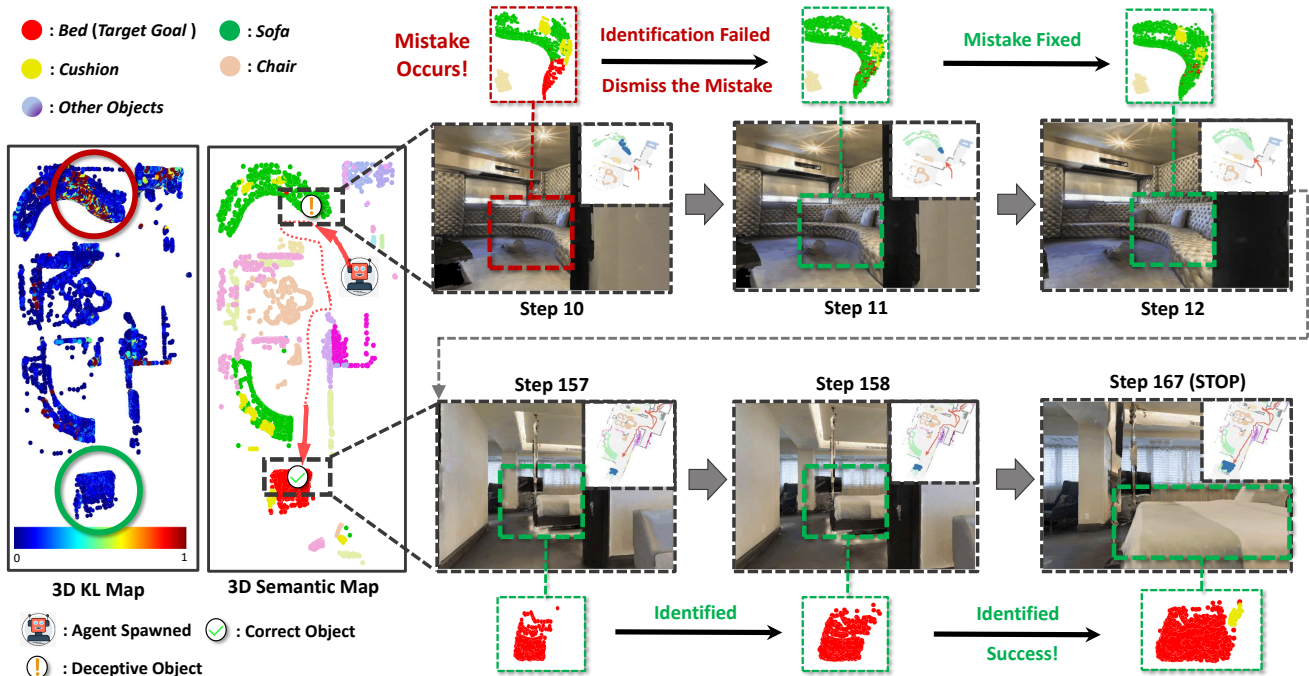 : Bed (Target Goal )
: Sofa
: Cushion
: Chair
: Other Objects
Mistake
Occurs!
Identification Failed
Dismiss the Mistake
Mistake Fixed
Step 10
Step 11
Step 12
Step 157
Step 158
Step 167 (STOP)
0
1
3D KL Map
3D Semantic Map
: Agent Spawned
: Correct Object
: Deceptive Object
Identified
Identified
Success!